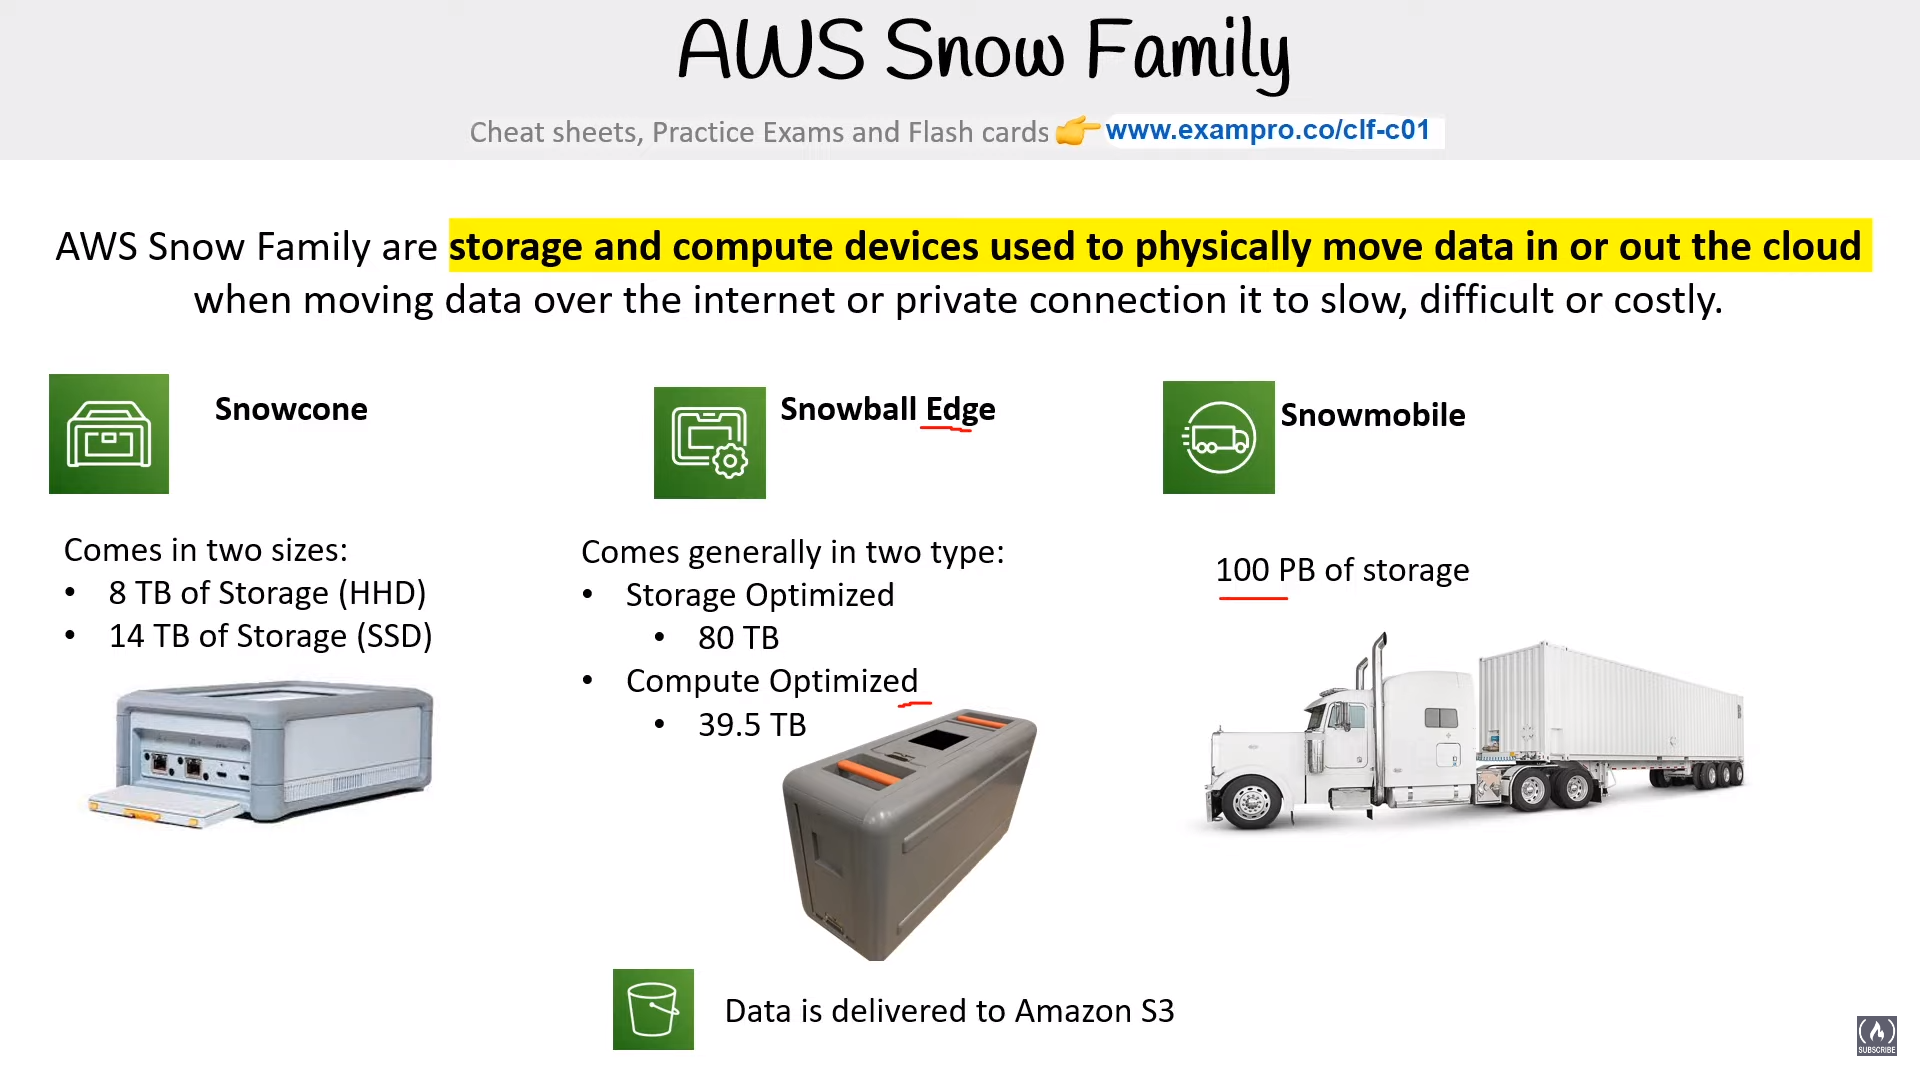 AWS Snow Family
Cheat sheets, Practice Exams and Flash cards 👉 www.exampro.co/clf-c01
AWS Snow Family are storage and compute devices used to physically move data in or out the cloud
when moving data over the internet or private connection it to slow, difficult or costly.
Snowcone
Comes in two sizes:
• 8 TB of Storage (HHD)
• 14 TB of Storage (SSD)
Snowball Edge
Comes generally in two type:
• Storage Optimized
• 80 TB
• Compute Optimized
• 39.5 TB
Snowmobile
100 PB of storage
Data is delivered to Amazon S3
SUBSCRIBE